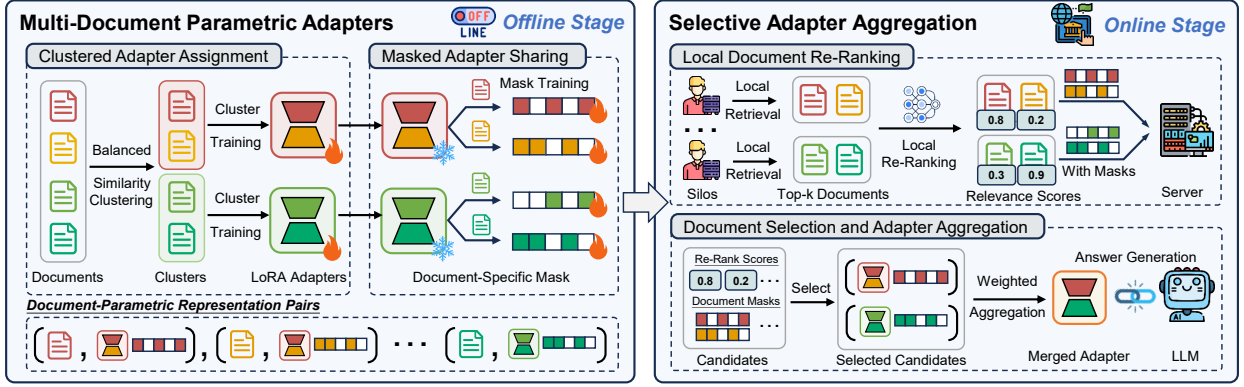 Multi-Document Parametric Adapters
OFF
LINE
Offline Stage
Clustered Adapter Assignment
Balanced
Similarity
Clustering
Cluster
Training
Cluster
Training
Documents
Clusters
LoRA Adapters
Masked Adapter Sharing
Mask Training
Document-Specific Mask
Document-Parametric Representation Pairs
( , ), ( , ) ··· ( , )
Selective Adapter Aggregation
Online Stage
Local Document Re-Ranking
Local
Retrieval
···
Local
Retrieval
Silos
Top-k Documents
Local
Re-Ranking
0.8 0.2
0.3 0.9
Relevance Scores
With Masks
Server
Document Selection and Adapter Aggregation
Re-Rank Scores
0.8 0.2 ···
Document Masks
···
Candidates
Select
Selected Candidates
Weighted
Aggregation
Merged Adapter
Answer Generation
AI
LLM